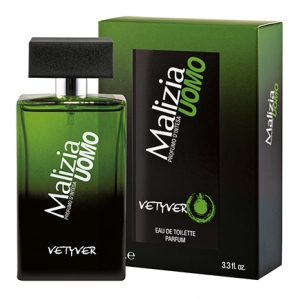 Malizia
UOMO
PROFUMO D'INTESA
VETYVER
Malizia
UOMO
PROFUMO D'INTESA
VETYVER
EAU DE TOILETTE
PARFUM
3.3 fl. oz.